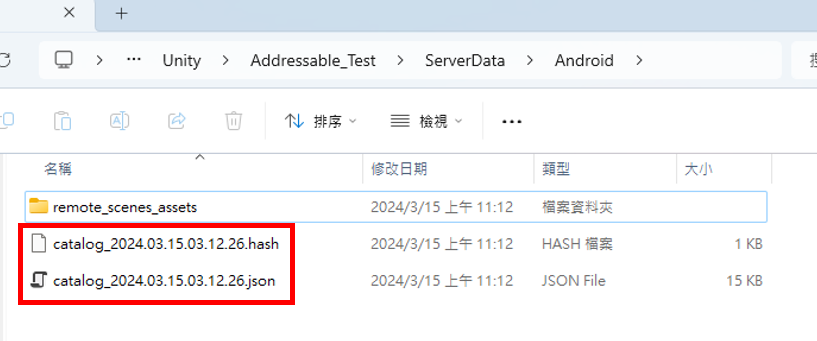 Unity > Addressable_Test > ServerData > Android >
排序 檢視
名稱 修改日期 類型 大小
remote_scenes_assets 2024/3/15 上午 11:12 檔案資料夾
catalog_2024.03.15.03.12.26.hash 2024/3/15 上午 11:12 HASH 檔案 1 KB
catalog_2024.03.15.03.12.26.json 2024/3/15 上午 11:12 JSON File 15 KB